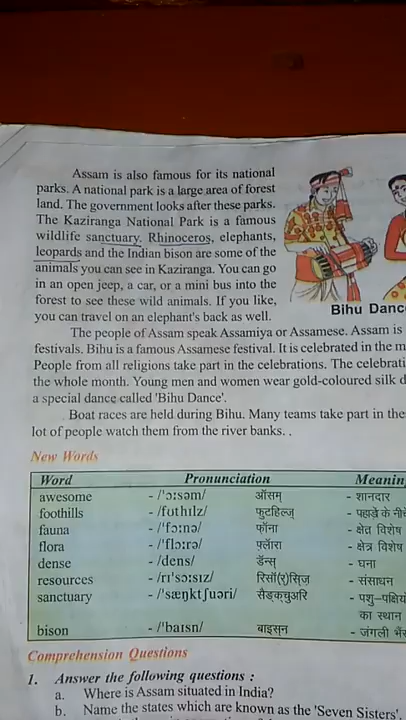 Assam is also famous for its national
parks. A national park is a large area of forest
land. The government looks after these parks.
The Kaziranga National Park is a famous
wildlife sanctuary. Rhinoceros, elephants,
leopards and the Indian bison are some of the
animals you can see in Kaziranga. You can go
in an open jeep, a car, or a mini bus into the
forest to see these wild animals. If you like,
you can travel on an elephant's back as well.
Bihu Danc
The people of Assam speak Assamiya or Assamese. Assam is
festivals. Bihu is a famous Assamese festival. It is celebrated in the m
People from all religions take part in the celebrations. The celebrati
the whole month. Young men and women wear gold-coloured silk d
a special dance called 'Bihu Dance'.
Boat races are held during Bihu. Many teams take part in the
lot of people watch them from the river banks. .
New Words
Word Pronunciation Meanin
awesome - /'ɔːsəm/ ऑसम् - शानदार
foothills - /fʊthɪlz/ फुटहिल्ज् - पहाड़ों के नीचे
fauna - /'fɔːnə/ फॉना - क्षेत्र विशेष
flora - /'flɔːrə/ फ्लॉरा - क्षेत्र विशेष
dense - /dens/ डॅन्स् - घना
resources - /rɪ'sɔːsɪz/ रिसॉ(र्)सिज़ - संसाधन
sanctuary - /'sæŋktʃuəri/ सैङ्क्चुअरि - पशु-पक्षियों
का स्थान
bison - /'baɪsn/ बाइस्न - जंगली भैंस
Comprehension Questions
1. Answer the following questions :
a. Where is Assam situated in India?
b. Name the states which are known as the 'Seven Sisters'.